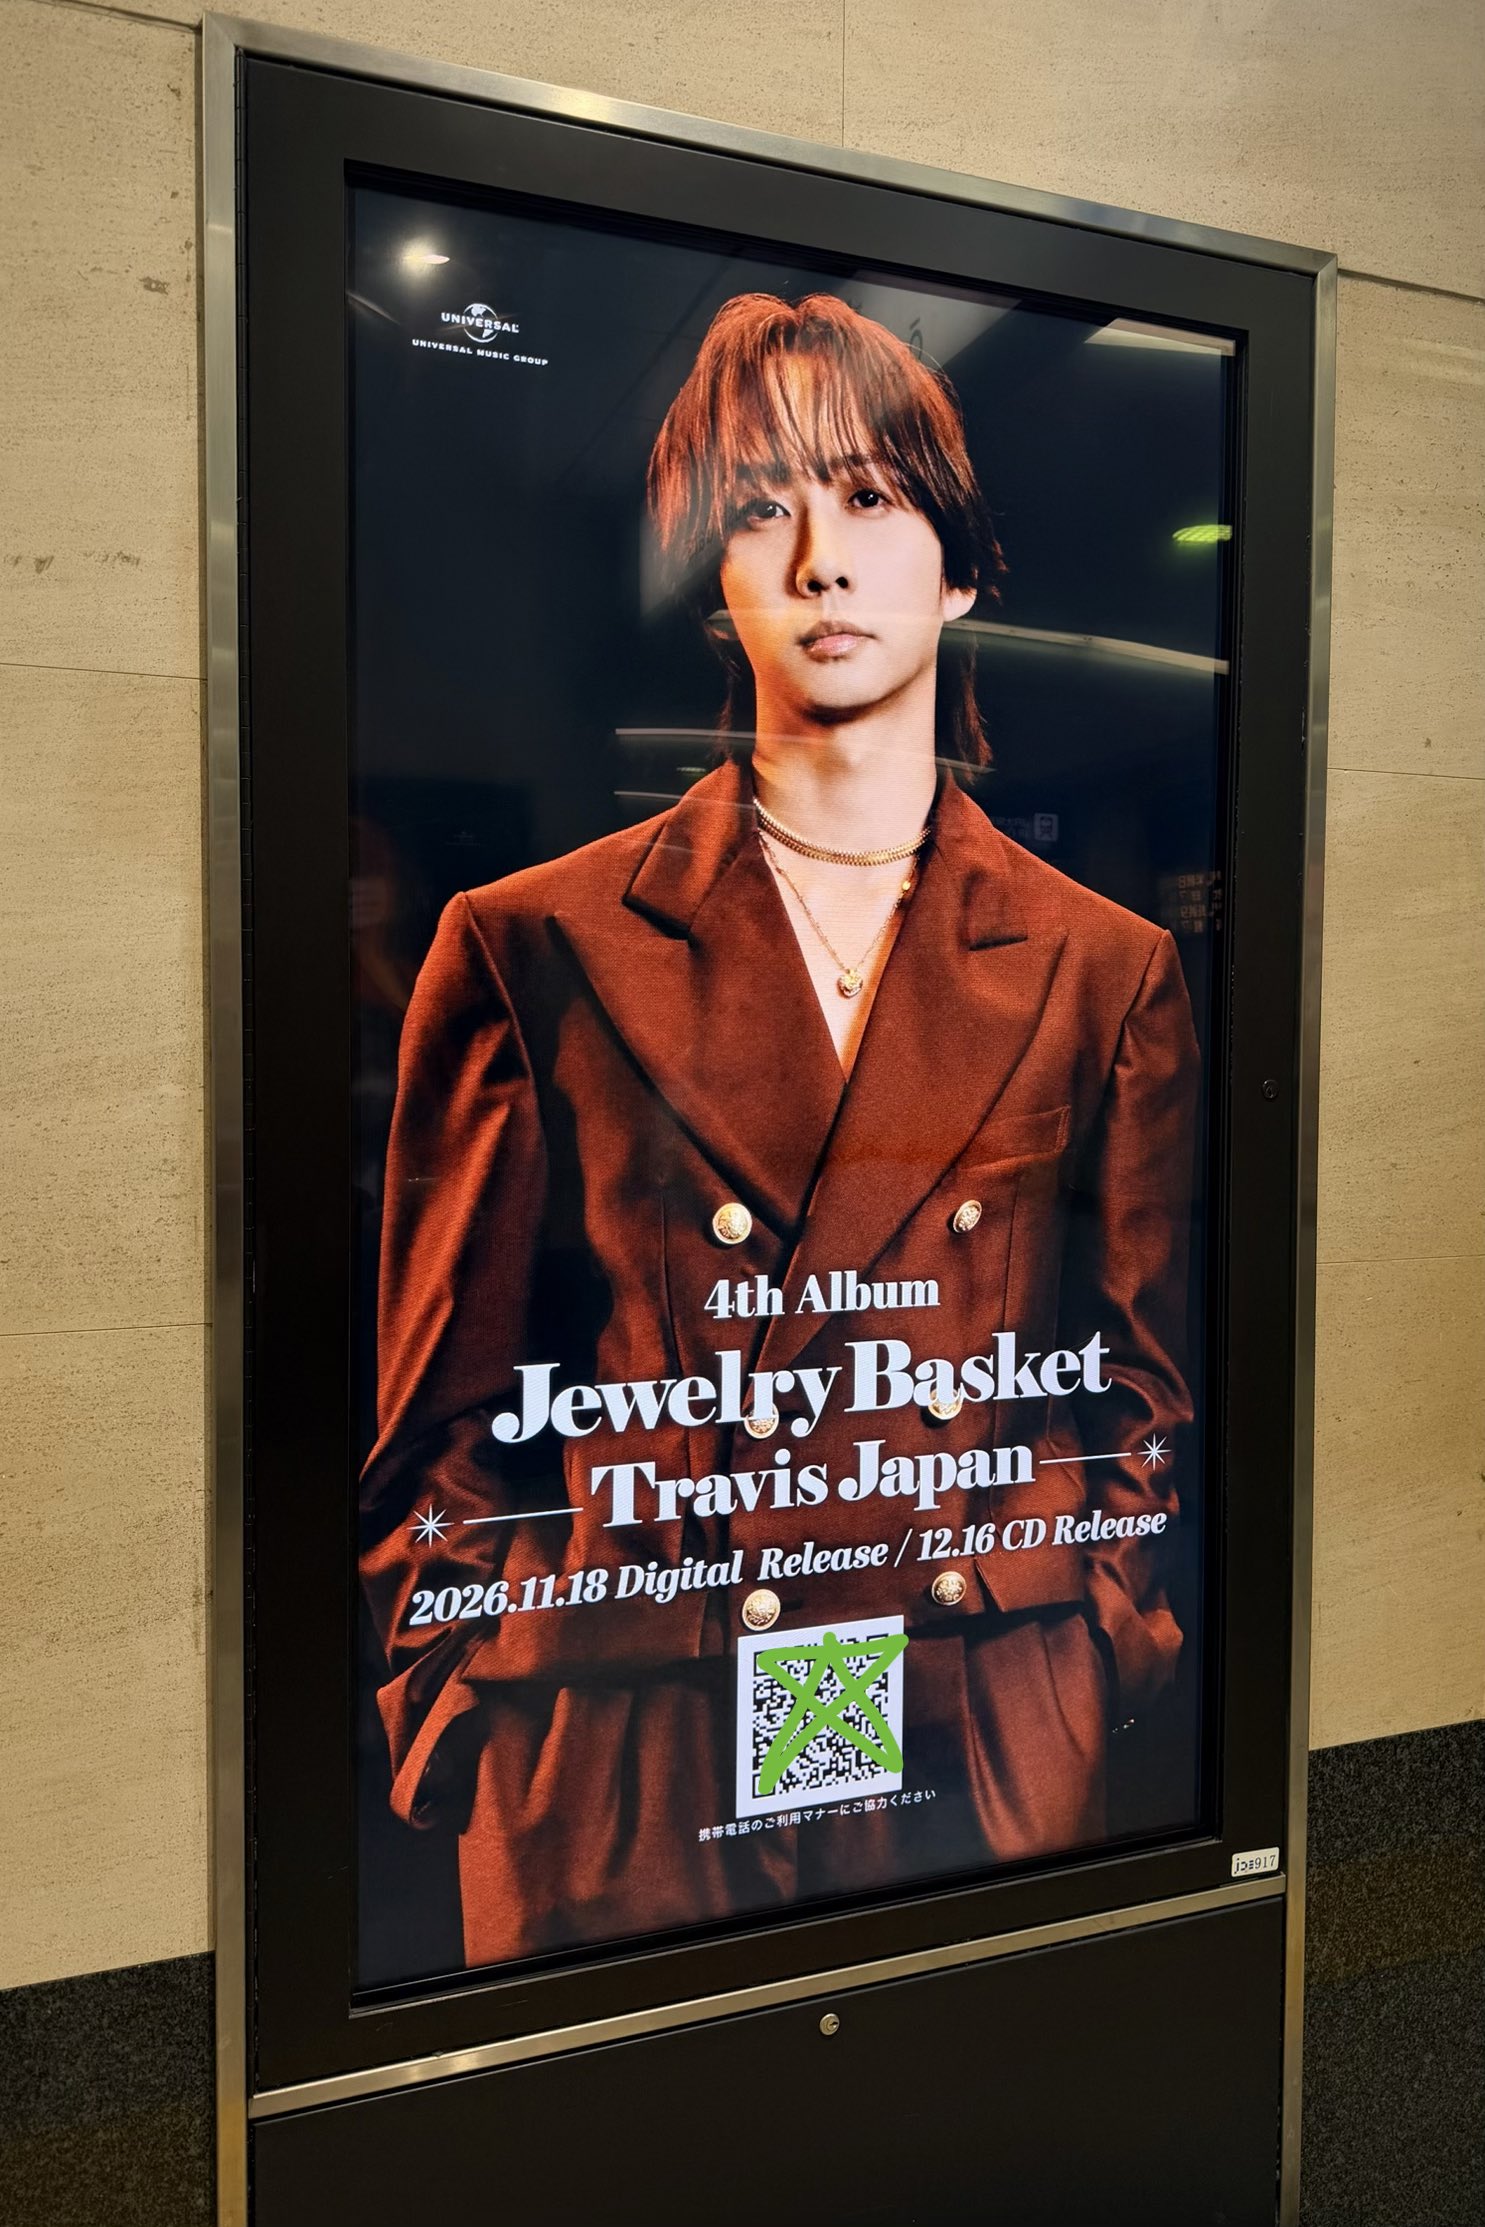 UNIVERSAL
UNIVERSAL MUSIC GROUP
4th Album
Jewelry Basket
Travis Japan
2026.11.18 Digital Release / 12.16 CD Release
携帯電話のご利用マナーにご協力ください
917